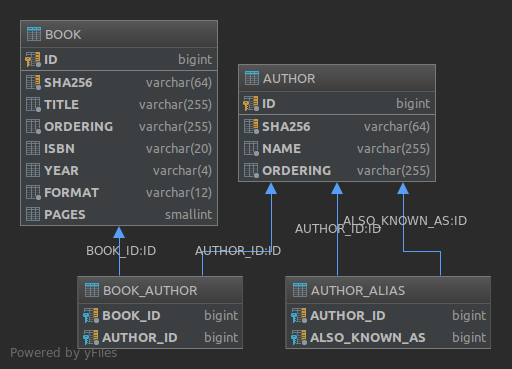 BOOK
ID bigint
SHA256 varchar(64)
TITLE varchar(255)
ORDERING varchar(255)
ISBN varchar(20)
YEAR varchar(4)
FORMAT varchar(12)
PAGES smallint
AUTHOR
ID bigint
SHA256 varchar(64)
NAME varchar(255)
ORDERING varchar(255)
BOOK_ID:ID
AUTHOR_ID:ID
AUTHOR_ID:ID
ALSO_KNOWN_AS:ID
BOOK_AUTHOR
BOOK_ID bigint
AUTHOR_ID bigint
AUTHOR_ALIAS
AUTHOR_ID bigint
ALSO_KNOWN_AS bigint
Powered by yFiles